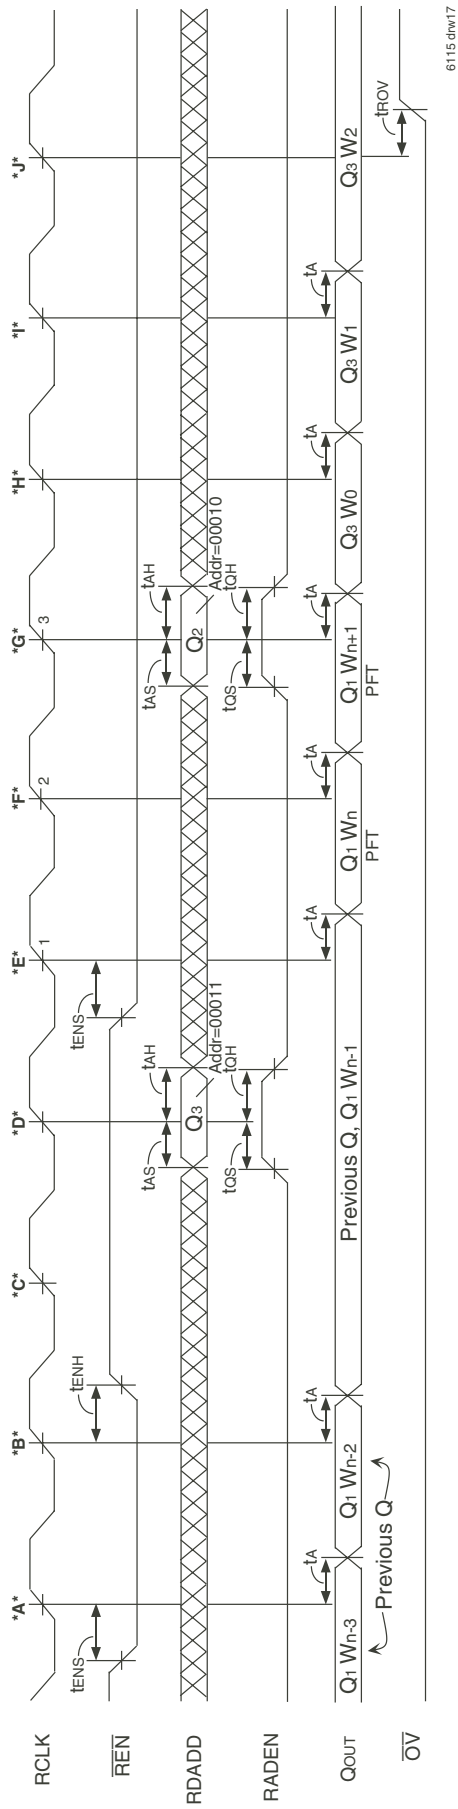 *A*
*B*
*C*
*D*
*E*
*F*
*G*
*H*
*I*
*J*
RCLK
1
2
3
tENS
tENH
tENS
REN
tAS
tAH
tAS
tAH
RDADD
Q3
Addr=00011
Q2
Addr=00010
tQS
tQH
tQS
tQH
RADEN
tA
tA
tA
tA
tA
tA
tA
QOUT
Q1 Wn-3
Q1 Wn-2
Previous Q, Q1 Wn-1
Q1 Wn
PFT
Q1 Wn+1
PFT
Q3 W0
Q3 W1
Q3 W2
Previous Q
tROV
OV
6115 drw17